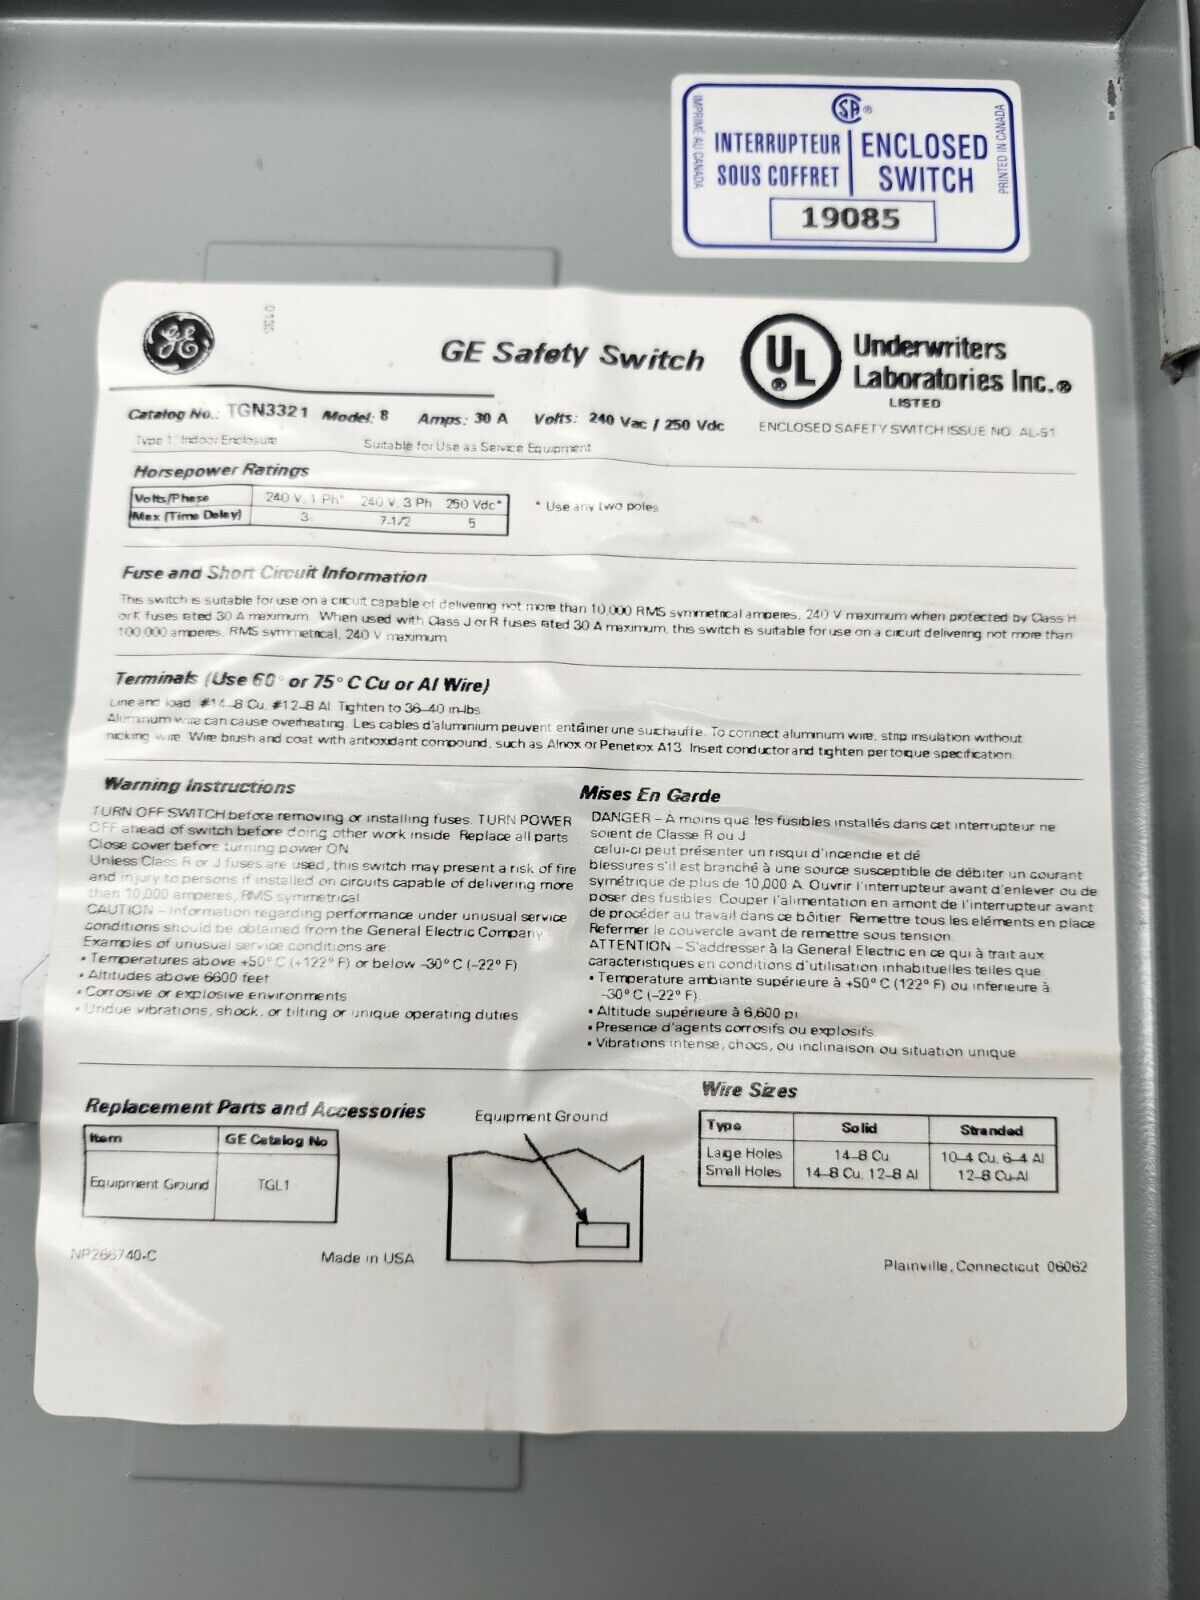 IMPRIMÉ AU CANADA
SA ®
INTERRUPTEUR
SOUS COFFRET
ENCLOSED
SWITCH
19085
PRINTED IN CANADA
GE
GE Safety Switch
UL ®
Underwriters
Laboratories Inc.®
LISTED
Catalog No.: TGN3321 Model: 8 Amps: 30 A Volts: 240 Vac / 250 Vdc
ENCLOSED SAFETY SWITCH ISSUE NO. AL-51
Type 1 Indoor Enclosure Suitable for Use as Service Equipment
Horsepower Ratings
Volts/Phase 240 V, 1 Ph* 240 V, 3 Ph 250 Vdc*
Max (Time Delay) 3 7-1/2 5
* Use any two poles
Fuse and Short Circuit Information
This switch is suitable for use on a circuit capable of delivering not more than 10,000 RMS symmetrical amperes, 240 V maximum when protected by Class H
or K fuses rated 30 A maximum. When used with Class J or R fuses rated 30 A maximum, this switch is suitable for use on a circuit delivering not more than
100,000 amperes, RMS symmetrical, 240 V maximum
Terminals (Use 60° or 75° C Cu or Al Wire)
Line and load: #14–8 Cu, #12–8 Al. Tighten to 36–40 in-lbs.
Aluminum wire can cause overheating. Les cables d'aluminium peuvent entâiner une surchauffe. To connect aluminum wire, strip insulation without
nicking wire. Wire brush and coat with antioxidant compound, such as Alnox or Penetrox A13. Insert conductor and tighten per torque specification.
Warning Instructions
TURN OFF SWITCH before removing or installing fuses. TURN POWER
OFF ahead of switch before doing other work inside. Replace all parts
Close cover before turning power ON.
Unless Class R or J fuses are used, this switch may present a risk of fire
and injury to persons if installed on circuits capable of delivering more
than 10,000 amperes, RMS symmetrical
CAUTION – Information regarding performance under unusual service
conditions should be obtained from the General Electric Company.
Examples of unusual service conditions are:
• Temperatures above +50° C (+122° F) or below –30° C (–22° F)
• Altitudes above 6600 feet
• Corrosive or explosive environments
• Undue vibrations, shock, or tilting or unique operating duties
Mises En Garde
DANGER – A moins que les fusibles installés dans cet interrupteur ne
soient de Classe R ou J
celui-ci peut présenter un risqui d'incendie et dé
blessures s'il est branché à une source susceptible de débiter un courant
symétrique de plus de 10,000 A. Ouvrir l'interrupteur avant d'enlever ou de
poser des fusibles. Couper l'alimentation en amont de l'interrupteur avant
de procéder au travail dans ce bôitier. Remettre tous les eléments en place
Refermer le couvercle avant de remettre sous tension.
ATTENTION – S'addresser à la General Electric en ce qui à trait aux
caracteristiques en conditions d'utilisation inhabituelles telles que:
• Temperature ambiante supérieure à +50° C (122° F) ou inferieure à
–30° C (–22° F)
• Altitude supérieure à 6,600 pi.
• Presence d'agents corrosifs ou explosifs.
• Vibrations intense, chocs, ou inclinaison ou situation unique
Replacement Parts and Accessories
Item GE Catalog No
Equipment Ground TGL1
Equipment Ground
Wire Sizes
Type Solid Stranded
Large Holes 14–8 Cu 10–4 Cu, 6–4 Al
Small Holes 14–8 Cu, 12–8 Al 12–8 Cu-Al
NP266740-C Made in USA
Plainville, Connecticut 06062